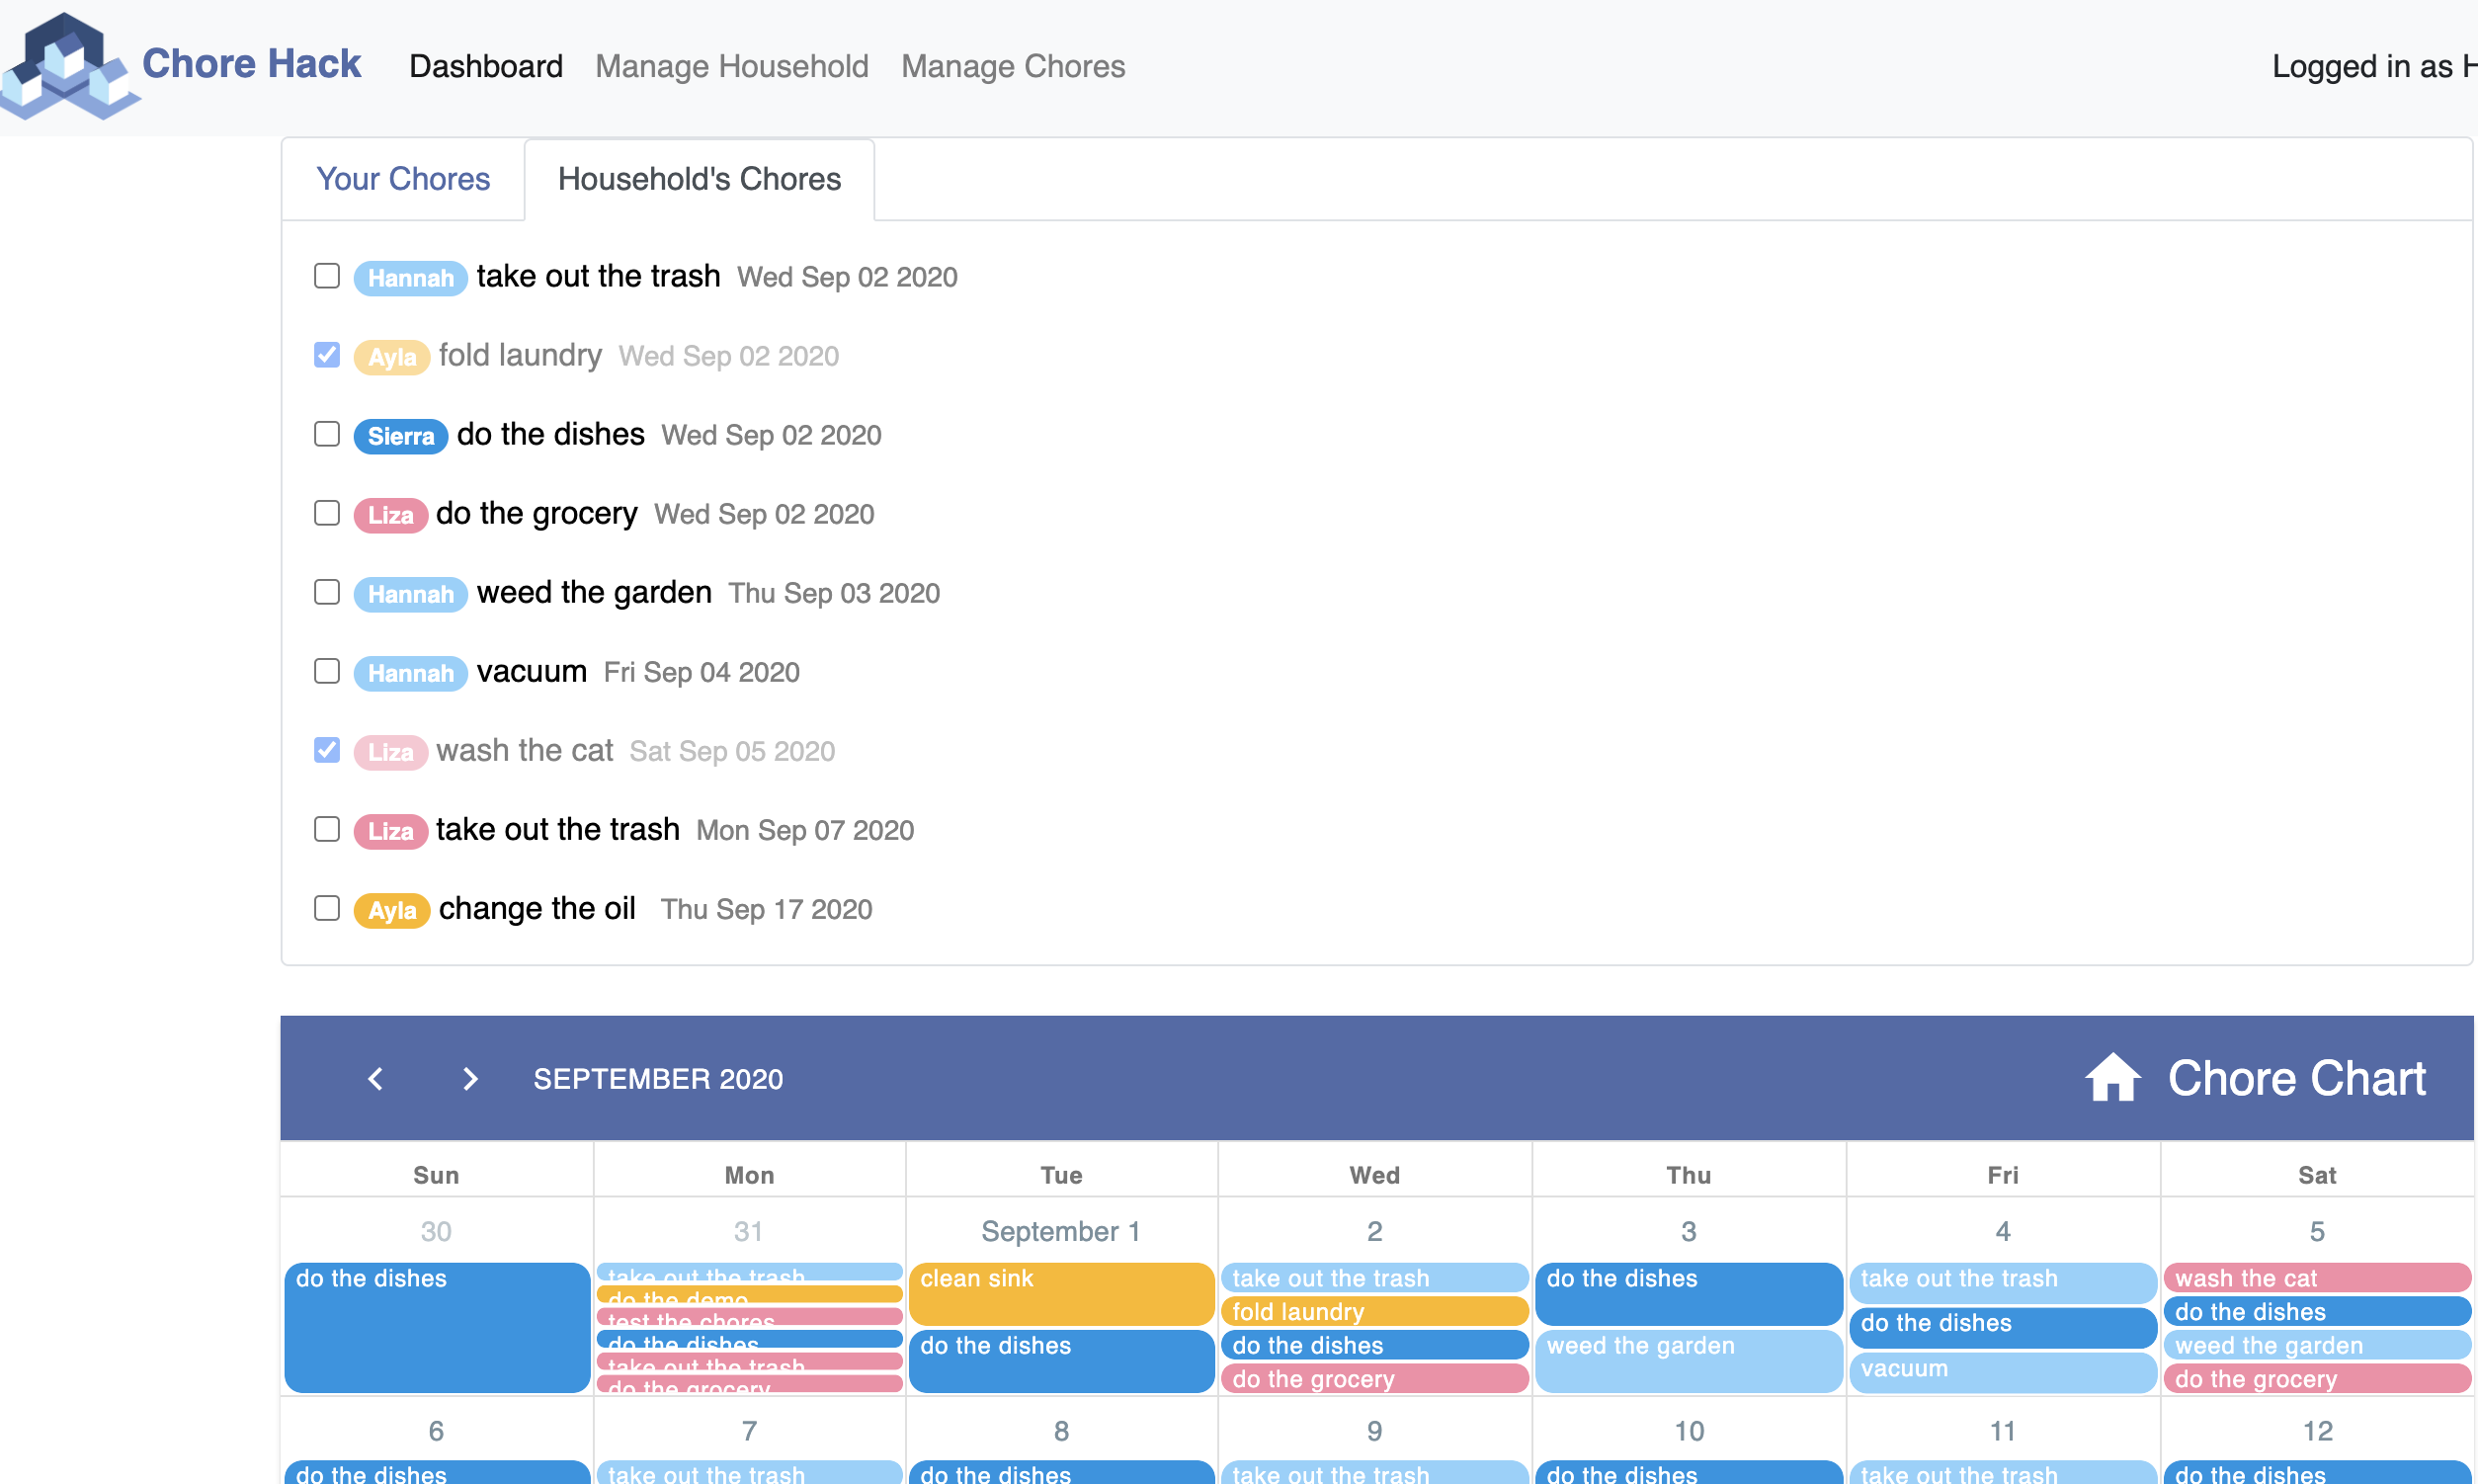 Chore Hack Dashboard Manage Household Manage Chores Logged in as H
Your Chores Household's Chores
Hannah take out the trash Wed Sep 02 2020
Ayla fold laundry Wed Sep 02 2020
Sierra do the dishes Wed Sep 02 2020
Liza do the grocery Wed Sep 02 2020
Hannah weed the garden Thu Sep 03 2020
Hannah vacuum Fri Sep 04 2020
Liza wash the cat Sat Sep 05 2020
Liza take out the trash Mon Sep 07 2020
Ayla change the oil Thu Sep 17 2020
SEPTEMBER 2020 Chore Chart
Sun Mon Tue Wed Thu Fri Sat
30 31 September 1 2 3 4 5
do the dishes
take out the trash
do the demo
test the chores
do the dishes
take out the trash
do the grocery
clean sink
do the dishes
take out the trash
fold laundry
do the dishes
do the grocery
do the dishes
weed the garden
take out the trash
do the dishes
vacuum
wash the cat
do the dishes
weed the garden
do the grocery
6 7 8 9 10 11 12
do the dishes take out the trash do the dishes take out the trash do the dishes take out the trash do the dishes